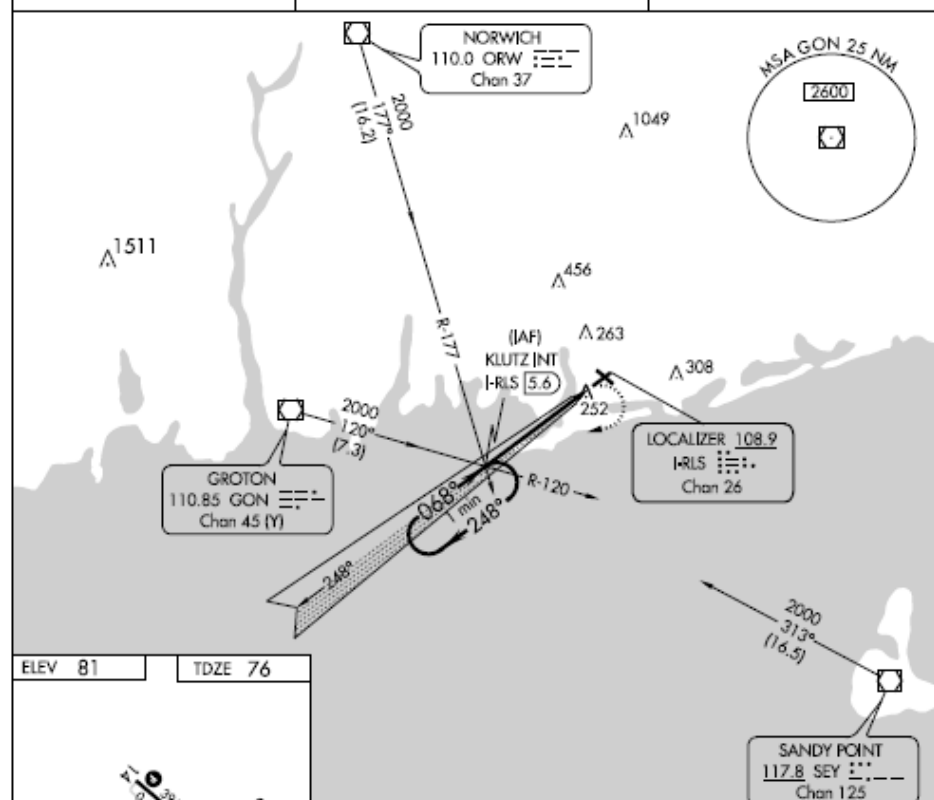 NORWICH
110.0 ORW
Chan 37
MSA GON 25 NM
2600
2000
177°
(16.2)
1049
1511
456
R-177
(IAF)
KLUTZ INT
I-RLS 5.6
263
308
252
2000
120°
(7.3)
LOCALIZER 108.9
I-RLS
Chan 26
GROTON
110.85 GON
Chan 45 (Y)
R-120
068°
1 min
248°
248°
2000
313°
(16.5)
ELEV 81
TDZE 76
SANDY POINT
117.8 SEY
Chan 125
14
A